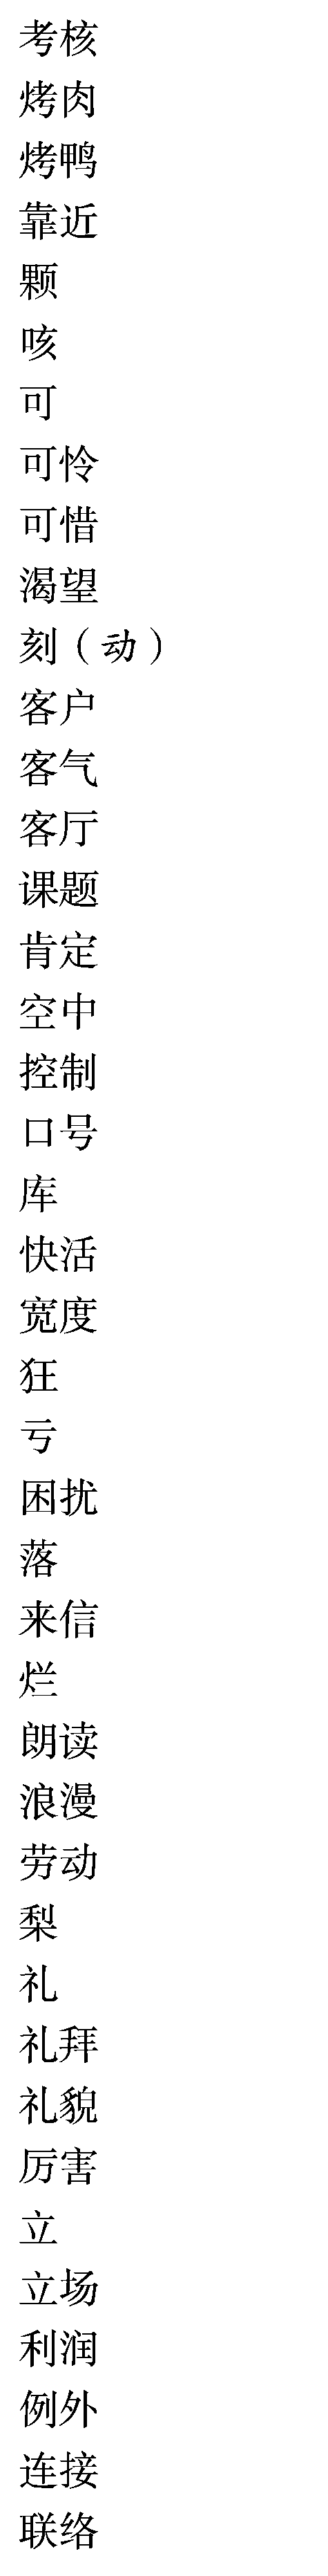 考核
烤肉
烤鸭
靠近
颗
咳
可
可怜
可惜
渴望
刻（动）
客户
客气
客厅
课题
肯定
空中
控制
口号
库
快活
宽度
狂
亏
困扰
落
来信
烂
朗读
浪漫
劳动
梨
礼
礼拜
礼貌
厉害
立
立场
利润
例外
连接
联络